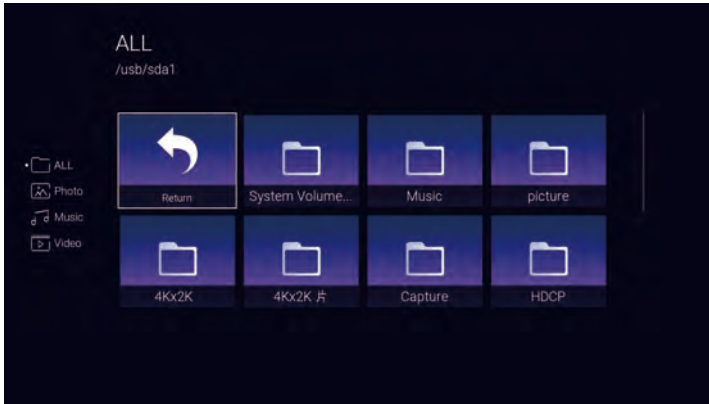 ALL
/usb/sda1
ALL
Photo
Music
Video
Return
System Volume...
Music
picture
4Kx2K
4Kx2K 片
Capture
HDCP